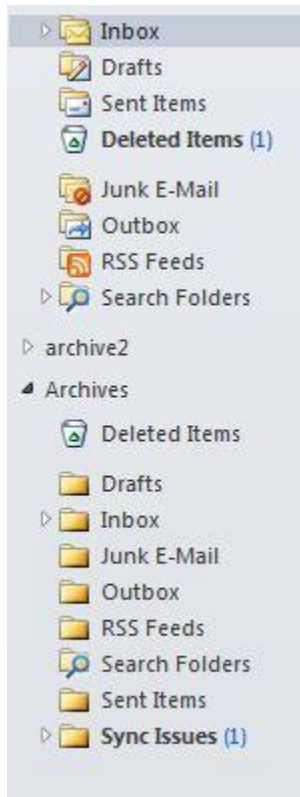 Inbox
Drafts
Sent Items
Deleted Items (1)
Junk E-Mail
Outbox
RSS Feeds
Search Folders
archive2
Archives
Deleted Items
Drafts
Inbox
Junk E-Mail
Outbox
RSS Feeds
Search Folders
Sent Items
Sync Issues (1)